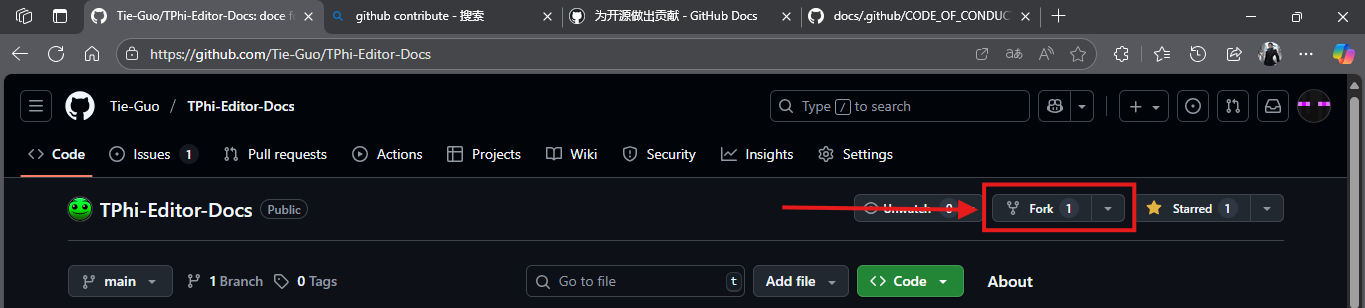 Tie-Guo/TPhi-Editor-Docs: doce f
github contribute - 搜索
为开源做出贡献 - GitHub Docs
docs/.github/CODE_OF_CONDUC
https://github.com/Tie-Guo/TPhi-Editor-Docs
aあ
A
Tie-Guo / TPhi-Editor-Docs
Type / to search
Code
Issues 1
Pull requests
Actions
Projects
Wiki
Security
Insights
Settings
TPhi-Editor-Docs Public
Unwatch 0
Fork 1
Starred 1
main
1 Branch
0 Tags
Go to file t
Add file
<> Code
About